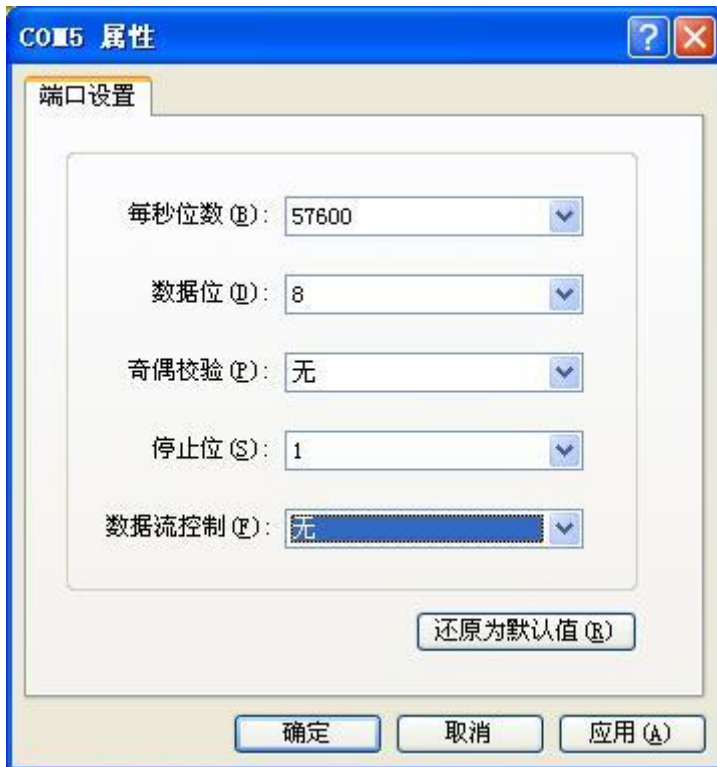 COM5 属性
端口设置
每秒位数(B): 57600
数据位(D): 8
奇偶校验(P): 无
停止位(S): 1
数据流控制(F): 无
还原为默认值(R)
确定 取消 应用(A)